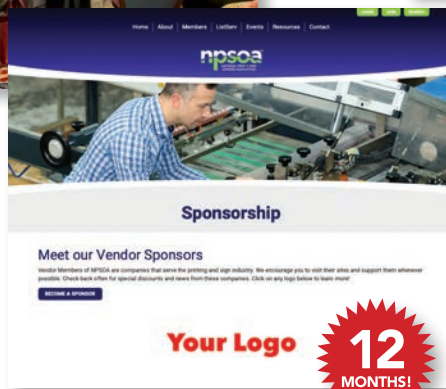 LOGIN JOIN SEARCH
Home About Members ListServ Events Resources Contact
npsoa
Sponsorship
Meet our Vendor Sponsors
Vendor Members of NPSOA are companies that serve the printing and sign industry. We encourage you to visit their sites and support them whenever
possible. Check back often for special discounts and news from these companies. Click on any logo below to learn more!
BECOME A SPONSOR
Your Logo
12
MONTHS!